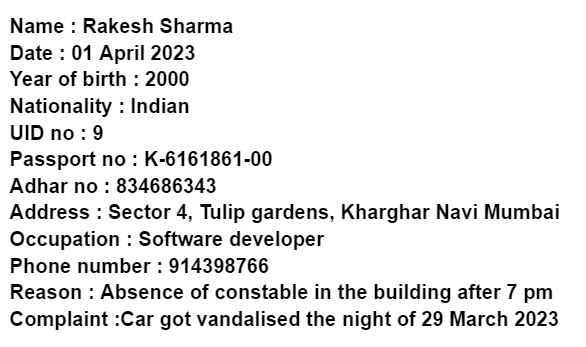 Name : Rakesh Sharma
Date : 01 April 2023
Year of birth : 2000
Nationality : Indian
UID no : 9
Passport no : K-6161861-00
Adhar no : 834686343
Address : Sector 4, Tulip gardens, Kharghar Navi Mumbai
Occupation : Software developer
Phone number : 914398766
Reason : Absence of constable in the building after 7 pm
Complaint :Car got vandalised the night of 29 March 2023